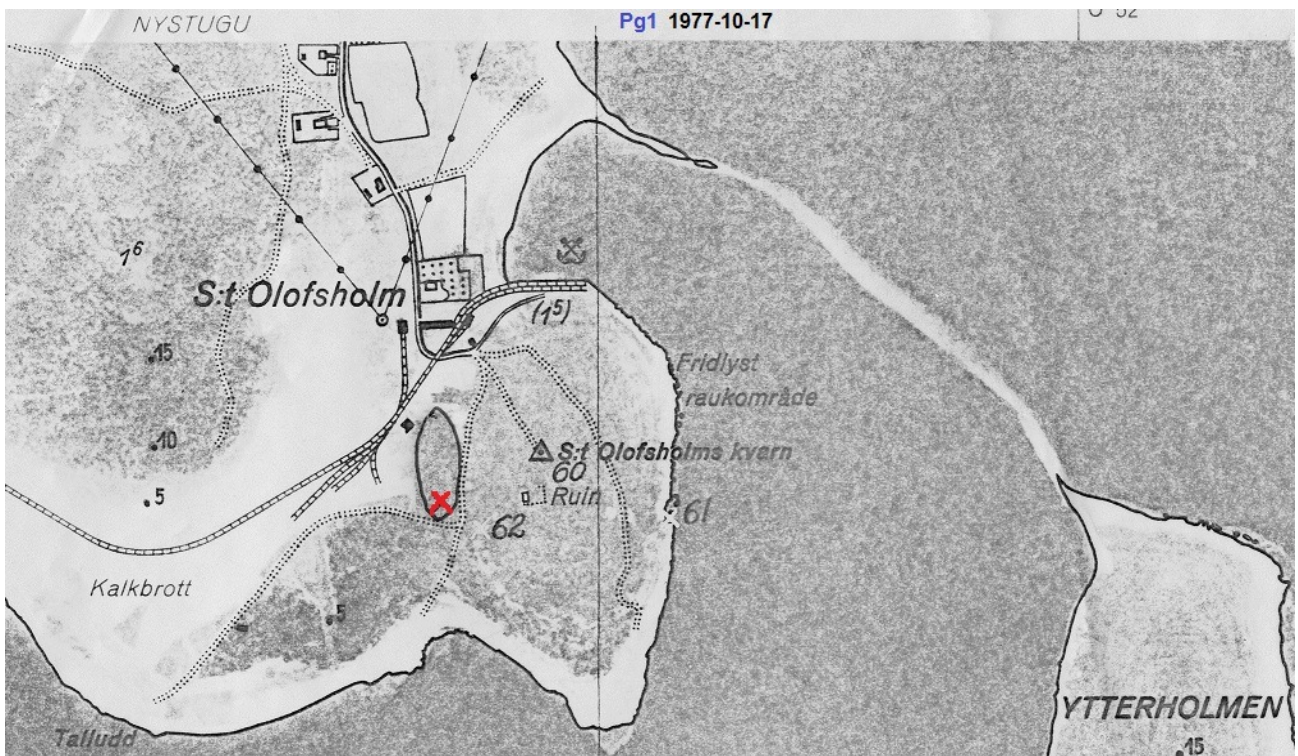 NYSTUGU
Pg1 1977-10-17
C 52
16
S:t Olofsholm
(15)
.15
Fridlyst
raukområde
.10
S:t Olofsholms kvarn
60
Ruin
.5
62
61
Kalkbrott
.5
YTTERHOLMEN
Talludd
.15